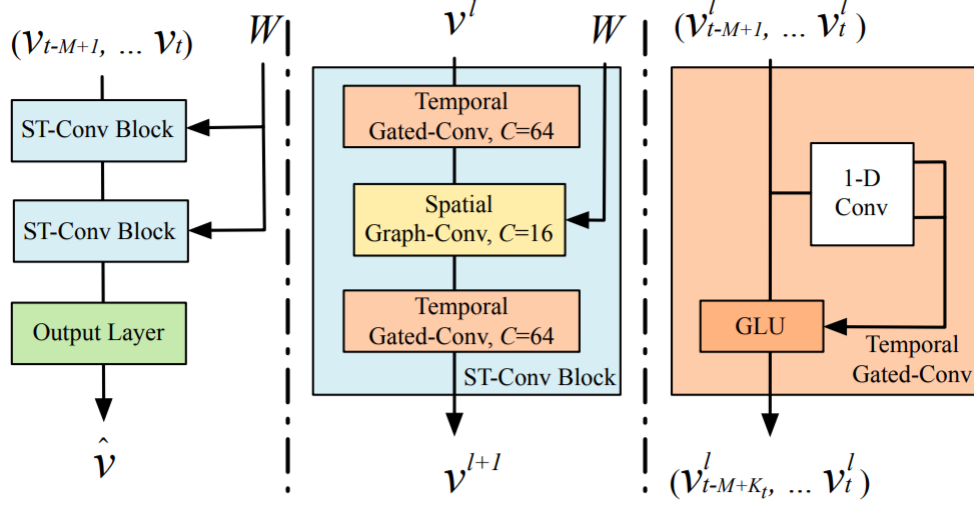 (v_{t-M+1}, ... v_t)
W
ST-Conv Block
ST-Conv Block
Output Layer
v̂
v^l
W
Temporal
Gated-Conv, C=64
Spatial
Graph-Conv, C=16
Temporal
Gated-Conv, C=64
ST-Conv Block
v^{l+1}
(v^l_{t-M+1}, ... v^l_t)
1-D
Conv
GLU
Temporal
Gated-Conv
(v^l_{t-M+K_t}, ... v^l_t)